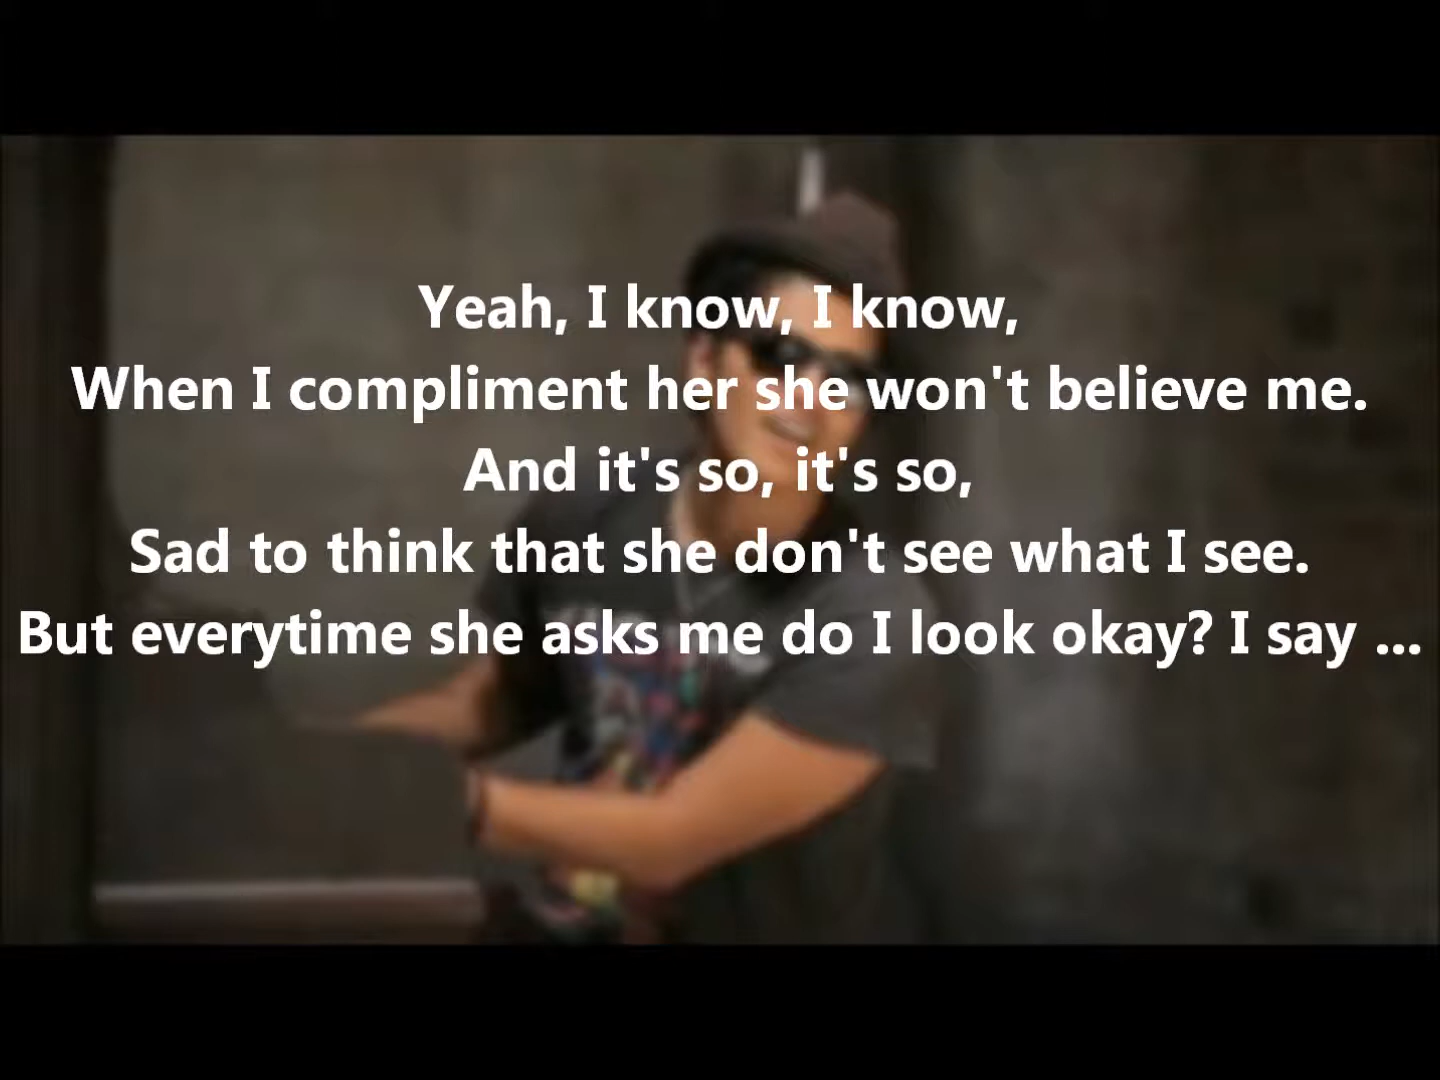 Yeah, I know, I know,
When I compliment her she won't believe me.
And it's so, it's so,
Sad to think that she don't see what I see.
But everytime she asks me do I look okay? I say ...